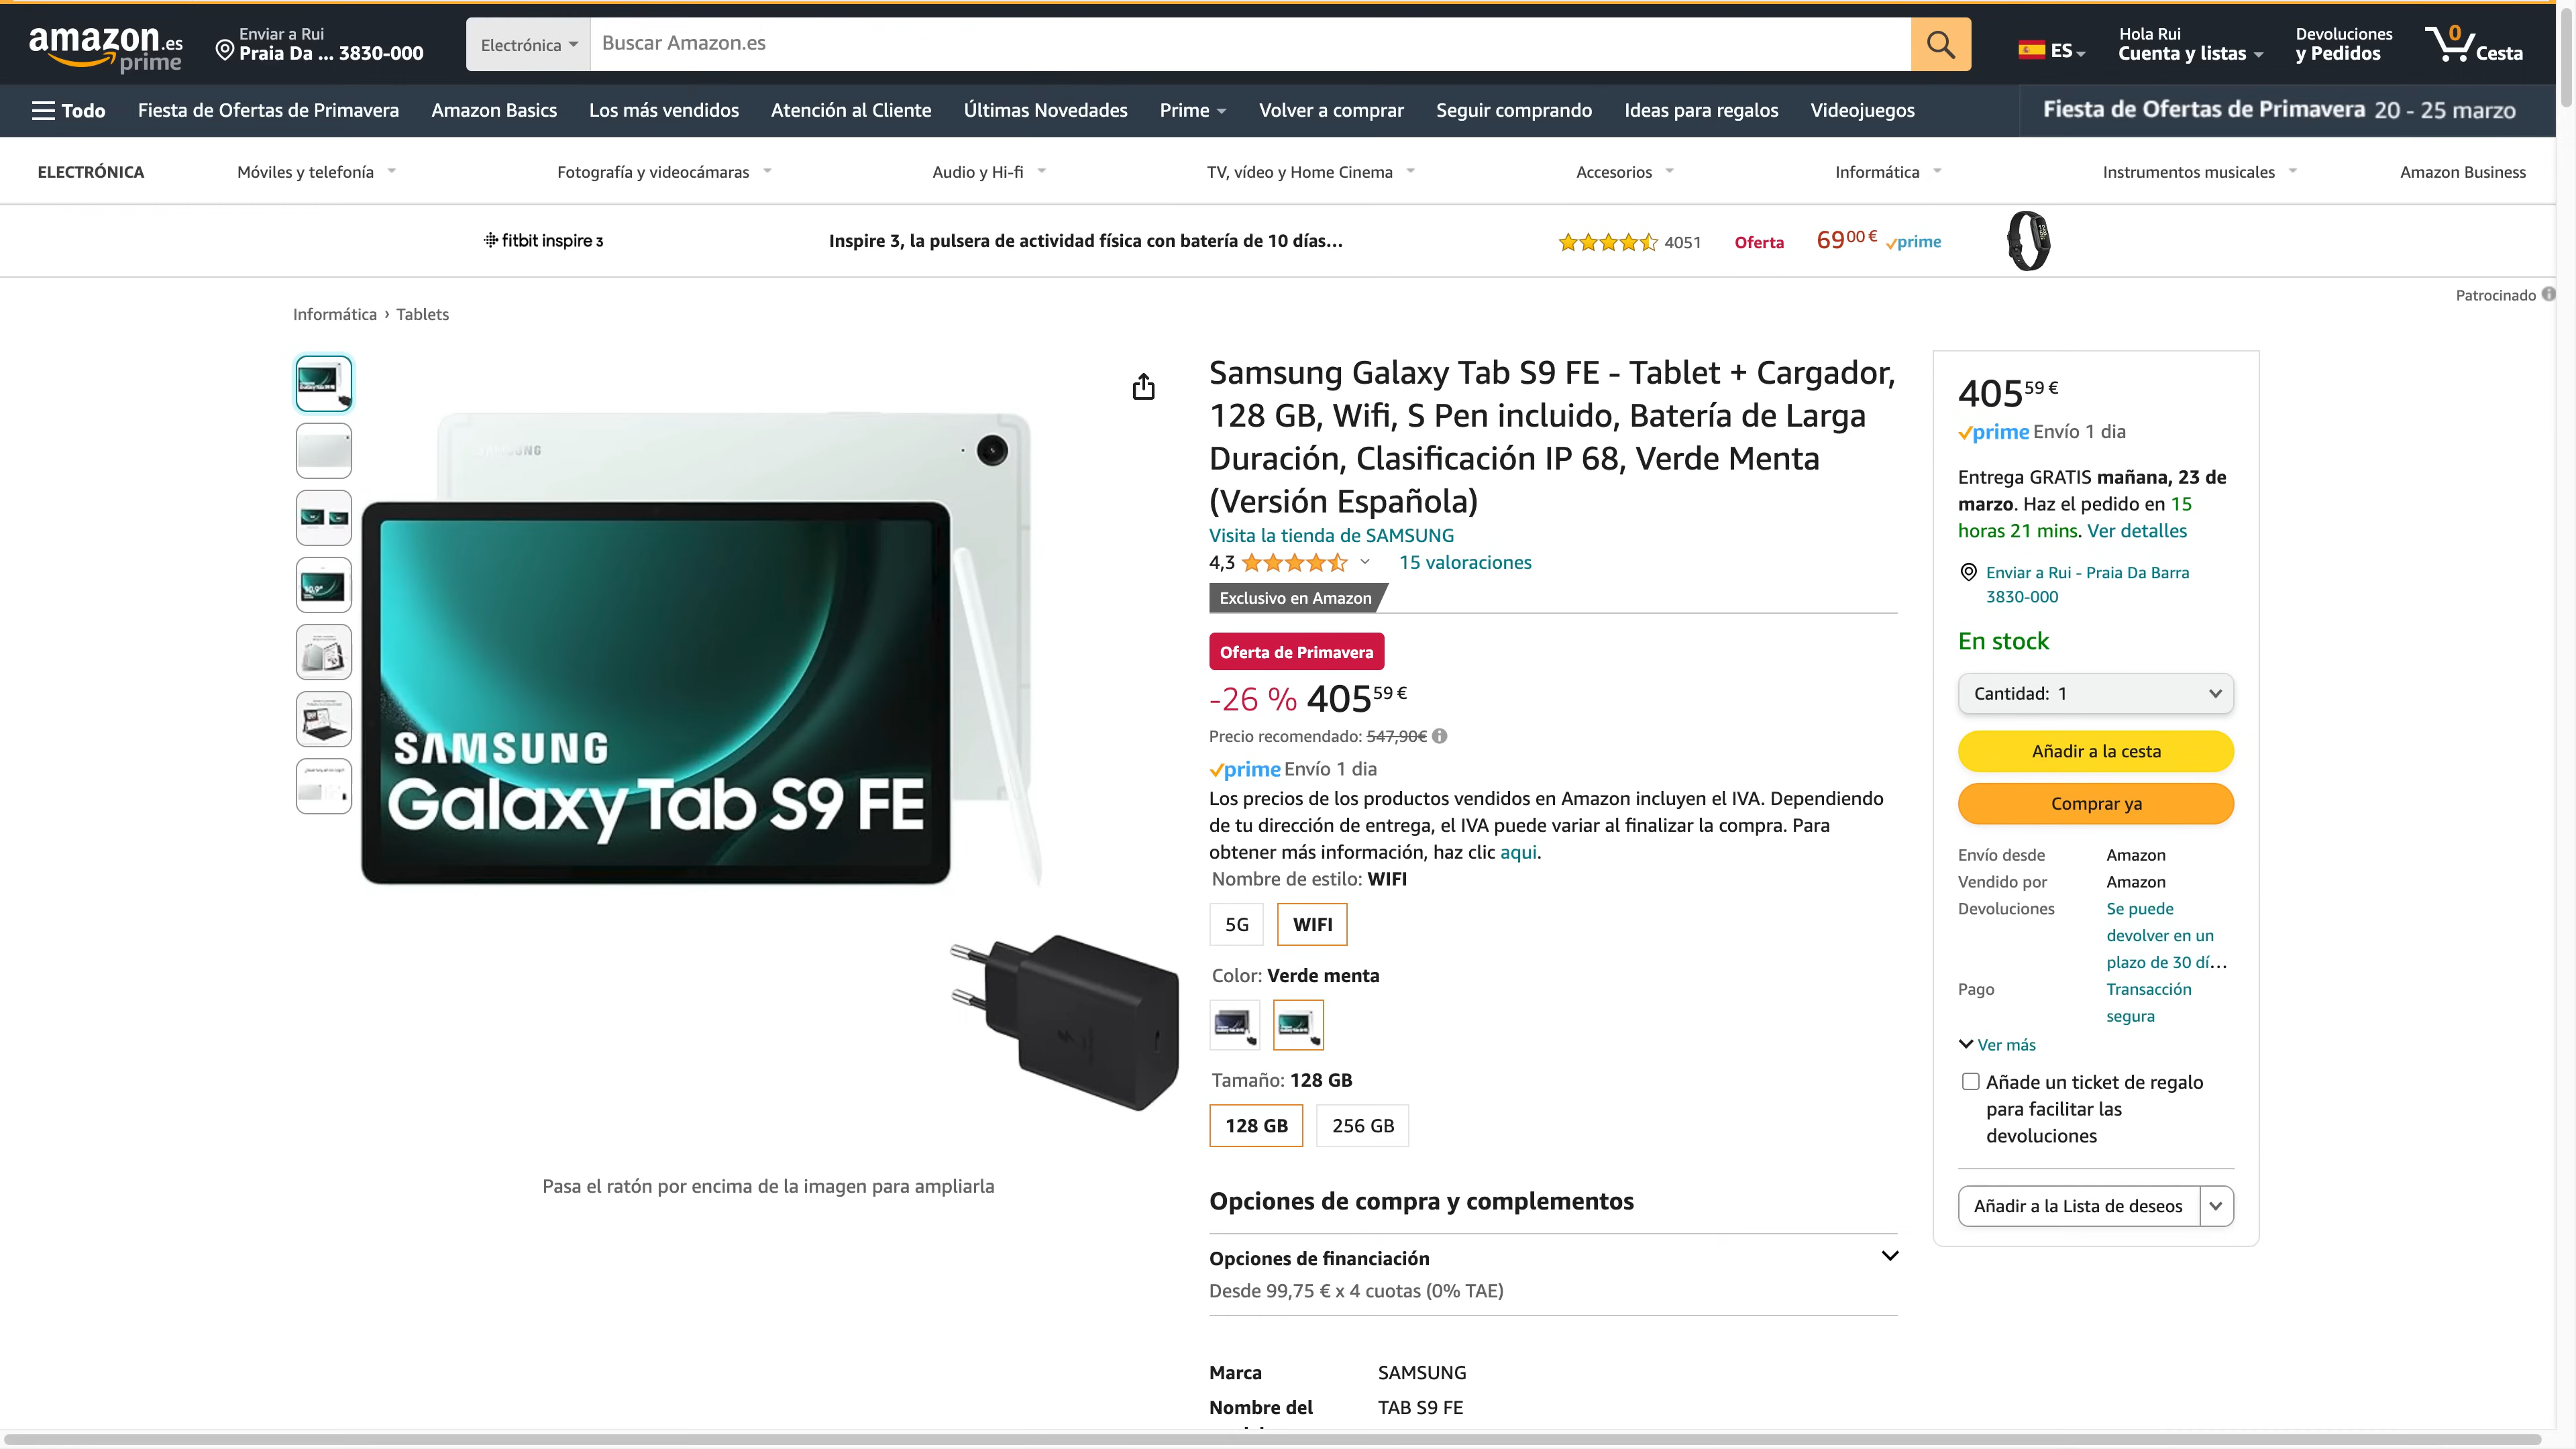 amazon.es
prime
Enviar a Rui
Praia Da ... 3830-000
Electrónica
Buscar Amazon.es
ES
Hola Rui
Cuenta y listas
Devoluciones
y Pedidos
0
Cesta
Todo
Fiesta de Ofertas de Primavera
Amazon Basics
Los más vendidos
Atención al Cliente
Últimas Novedades
Prime
Volver a comprar
Seguir comprando
Ideas para regalos
Videojuegos
Fiesta de Ofertas de Primavera 20 - 25 marzo
ELECTRÓNICA
Móviles y telefonía
Fotografía y videocámaras
Audio y Hi-fi
TV, vídeo y Home Cinema
Accesorios
Informática
Instrumentos musicales
Amazon Business
fitbit inspire 3
Inspire 3, la pulsera de actividad física con batería de 10 días...
4051
Oferta
69 00 €
prime
Patrocinado
Informática › Tablets
SAMSUNG
SAMSUNG
Galaxy Tab S9 FE
Pasa el ratón por encima de la imagen para ampliarla
Samsung Galaxy Tab S9 FE - Tablet + Cargador,
128 GB, Wifi, S Pen incluido, Batería de Larga
Duración, Clasificación IP 68, Verde Menta
(Versión Española)
Visita la tienda de SAMSUNG
4,3
15 valoraciones
Exclusivo en Amazon
Oferta de Primavera
-26 % 405 59 €
Precio recomendado: 547,90€
prime Envío 1 dia
Los precios de los productos vendidos en Amazon incluyen el IVA. Dependiendo
de tu dirección de entrega, el IVA puede variar al finalizar la compra. Para
obtener más información, haz clic aqui.
Nombre de estilo: WIFI
5G
WIFI
Color: Verde menta
Tamaño: 128 GB
128 GB
256 GB
Opciones de compra y complementos
Opciones de financiación
Desde 99,75 € x 4 cuotas (0% TAE)
Marca
SAMSUNG
Nombre del
TAB S9 FE
405 59 €
prime Envío 1 dia
Entrega GRATIS mañana, 23 de
marzo. Haz el pedido en 15
horas 21 mins. Ver detalles
Enviar a Rui - Praia Da Barra
3830-000
En stock
Cantidad: 1
Añadir a la cesta
Comprar ya
Envío desde
Amazon
Vendido por
Amazon
Devoluciones
Se puede
devolver en un
plazo de 30 dí...
Pago
Transacción
segura
Ver más
Añade un ticket de regalo
para facilitar las
devoluciones
Añadir a la Lista de deseos